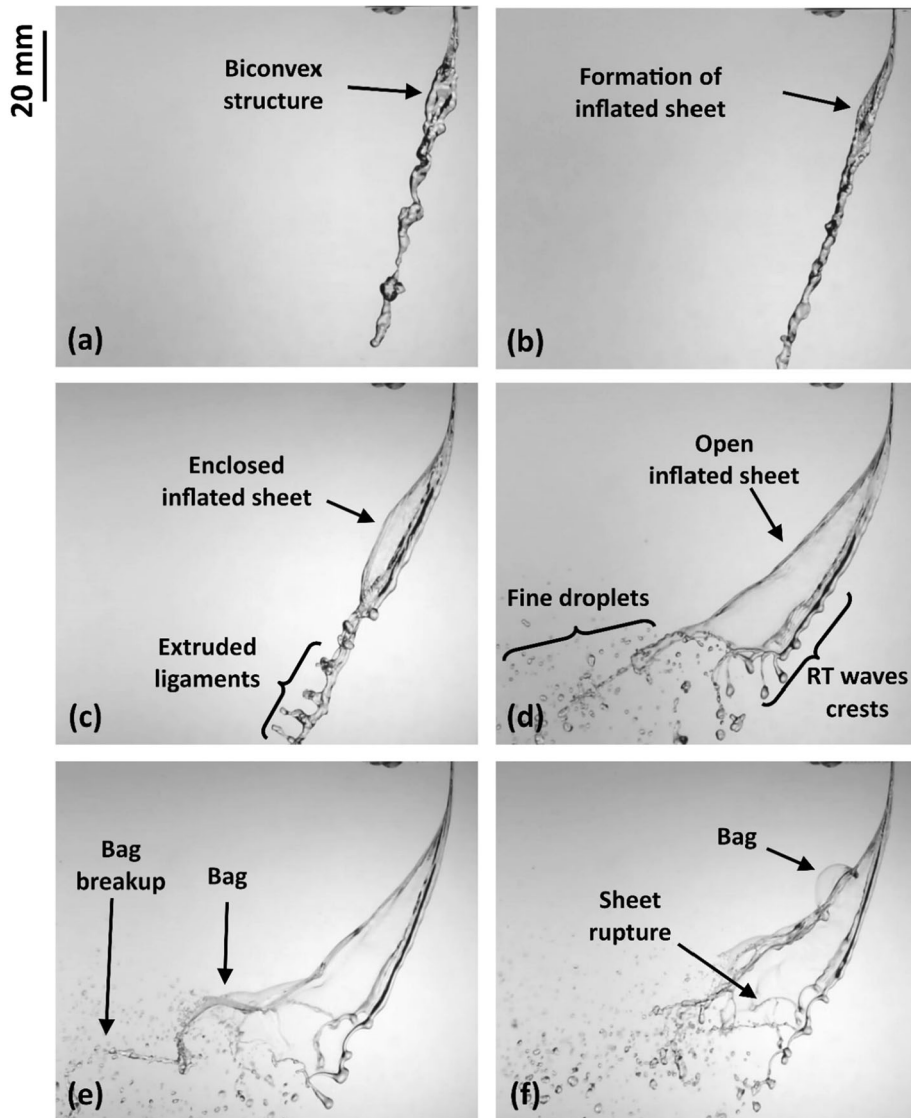 20 mm
Biconvex
structure
(a)
Formation of
inflated sheet
(b)
Enclosed
inflated sheet
Extruded
ligaments
(c)
Open
inflated sheet
Fine droplets
RT waves
crests
(d)
Bag
breakup
Bag
(e)
Bag
Sheet
rupture
(f)